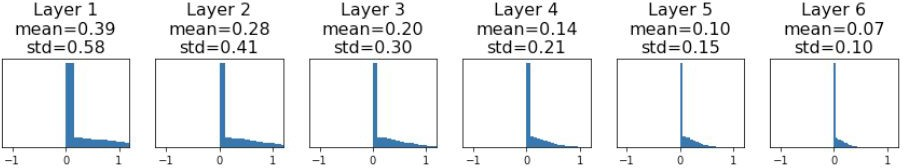 Layer 1
mean=0.39
std=0.58
Layer 2
mean=0.28
std=0.41
Layer 3
mean=0.20
std=0.30
Layer 4
mean=0.14
std=0.21
Layer 5
mean=0.10
std=0.15
Layer 6
mean=0.07
std=0.10
−1 0 1
−1 0 1
−1 0 1
−1 0 1
−1 0 1
−1 0 1